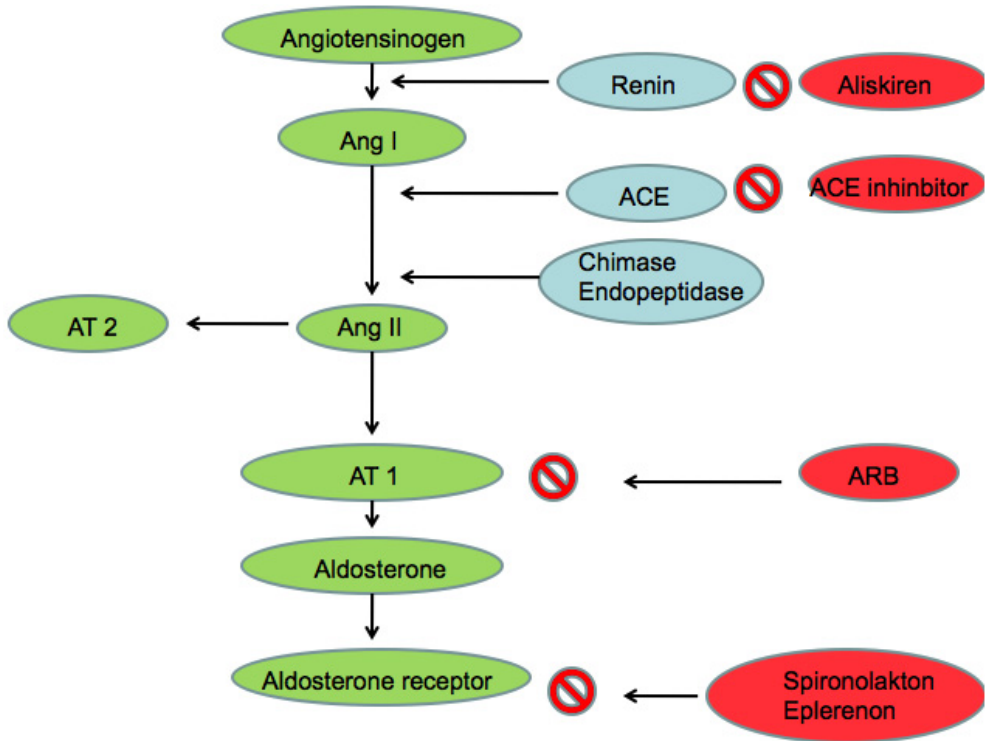 Angiotensinogen
Renin
Aliskiren
Ang I
ACE
ACE inhinbitor
Chimase
Endopeptidase
AT 2
Ang II
AT 1
ARB
Aldosterone
Aldosterone receptor
Spironolakton
Eplerenon